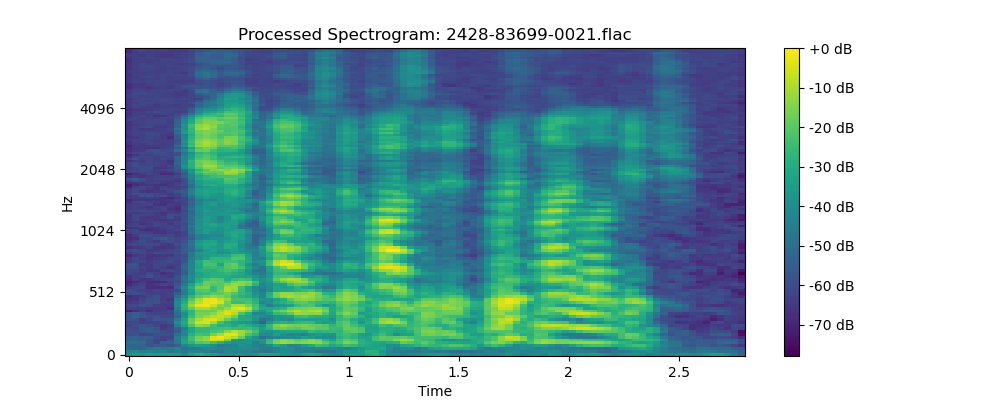 Processed Spectrogram: 2428-83699-0021.flac
+0 dB
-10 dB
-20 dB
-30 dB
-40 dB
-50 dB
-60 dB
-70 dB
4096
2048
1024
512
0
Hz
0
0.5
1
1.5
2
2.5
Time